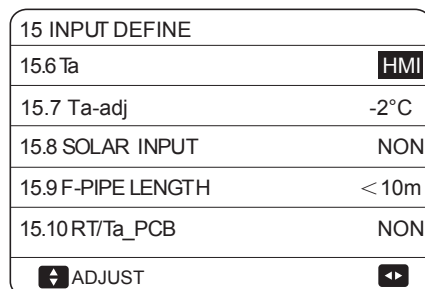 15 INPUT DEFINE
15.6 Ta HMI
15.7 Ta-adj -2°C
15.8 SOLAR INPUT NON
15.9 F-PIPE LENGTH <10m
15.10 RT/Ta_PCB NON
ADJUST